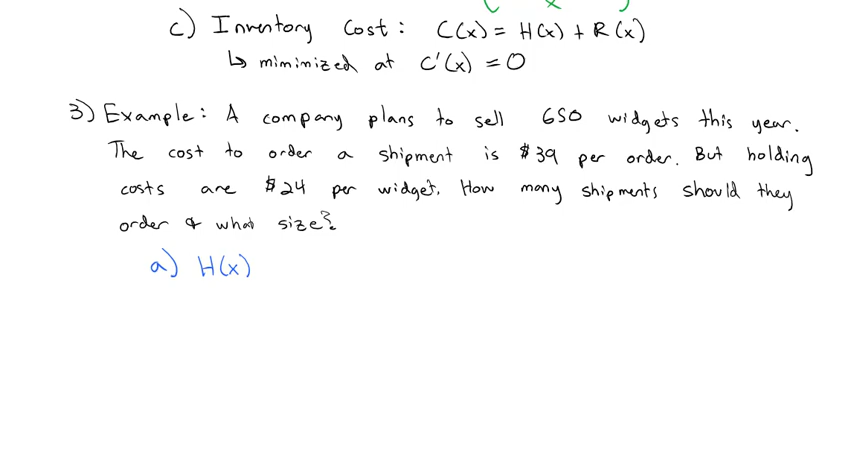 c) Inventory Cost: C(x) = H(x) + R(x)
↳ minimized at C'(x) = 0
3) Example: A company plans to sell 650 widgets this year.
The cost to order a shipment is $39 per order. But holding
costs are $24 per widget. How many shipments should they
order & what size?
a) H(x)